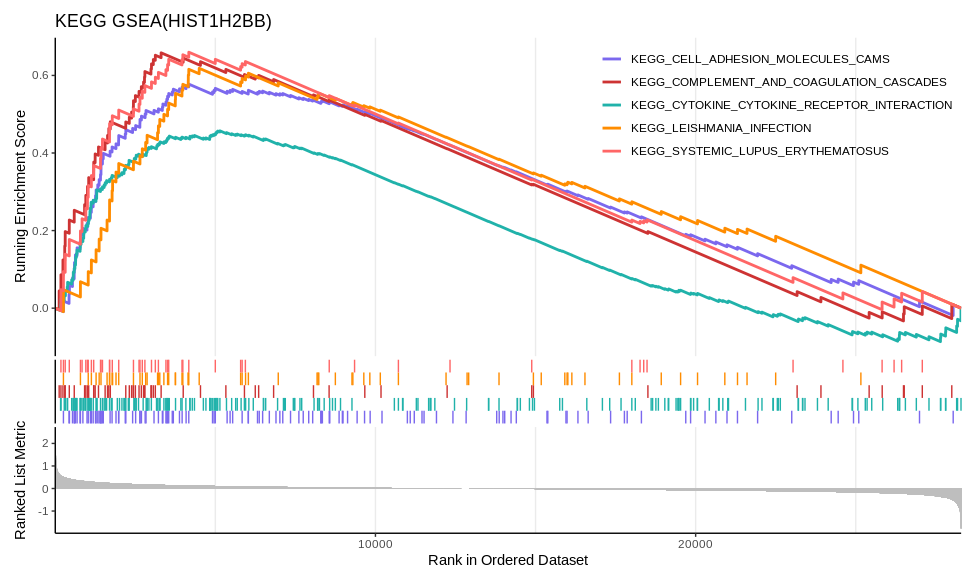 KEGG GSEA(HIST1H2BB)
Running Enrichment Score
0.6
0.4
0.2
0.0
KEGG_CELL_ADHESION_MOLECULES_CAMS
KEGG_COMPLEMENT_AND_COAGULATION_CASCADES
KEGG_CYTOKINE_CYTOKINE_RECEPTOR_INTERACTION
KEGG_LEISHMANIA_INFECTION
KEGG_SYSTEMIC_LUPUS_ERYTHEMATOSUS
Ranked List Metric
2
1
0
-1
10000
20000
Rank in Ordered Dataset